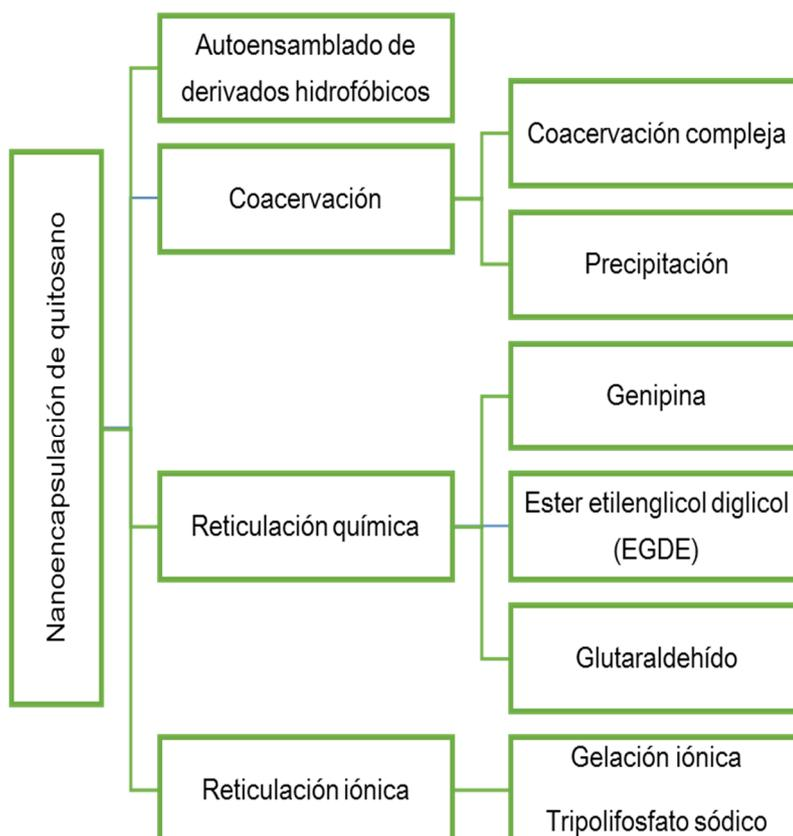 Nanoencapsulación de quitosano
Autoensamblado de
derivados hidrofóbicos
Coacervación
Coacervación compleja
Precipitación
Reticulación química
Genipina
Ester etilenglicol diglicol
(EGDE)
Glutaraldehído
Reticulación iónica
Gelación iónica
Tripolifosfato sódico